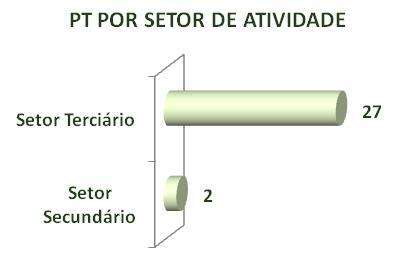 PT POR SETOR DE ATIVIDADE
Setor Terciário
27
Setor
Secundário
2